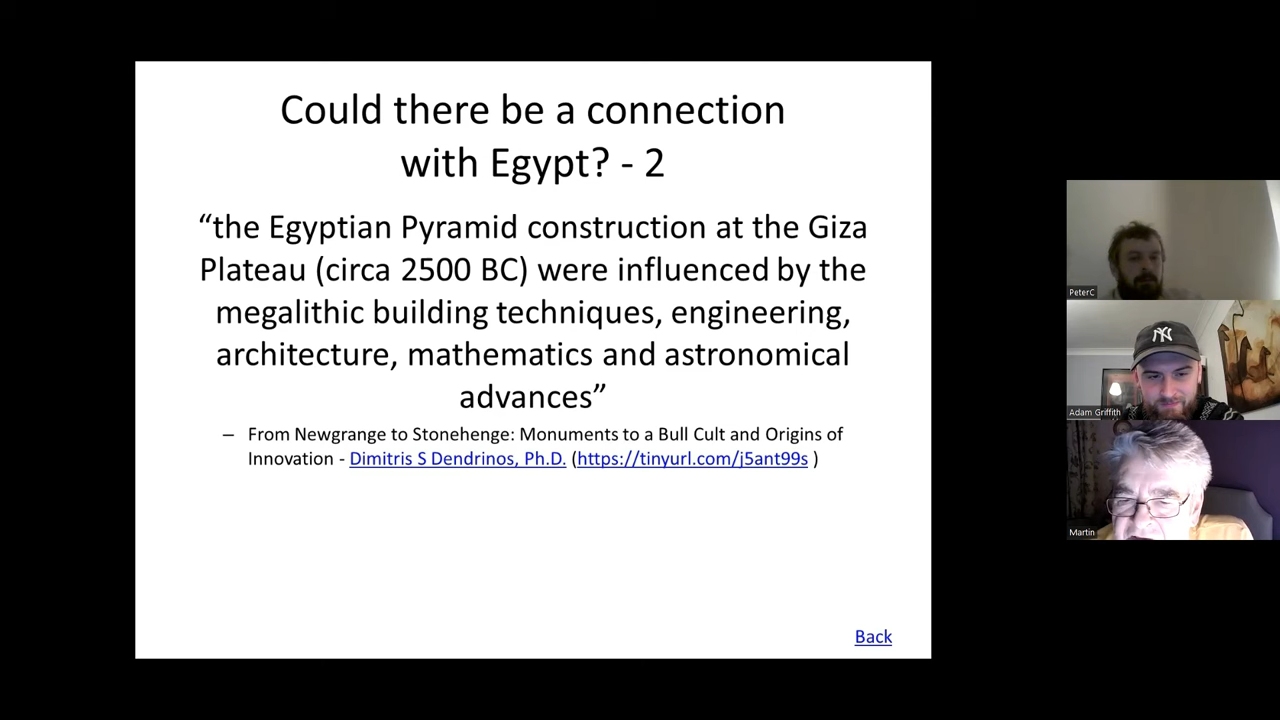 Could there be a connection
with Egypt? - 2
“the Egyptian Pyramid construction at the Giza
Plateau (circa 2500 BC) were influenced by the
megalithic building techniques, engineering,
architecture, mathematics and astronomical
advances”
– From Newgrange to Stonehenge: Monuments to a Bull Cult and Origins of
Innovation - Dimitris S Dendrinos, Ph.D. (https://tinyurl.com/j5ant99s )
Back
PeterC
NY
Adam Griffith
Martin